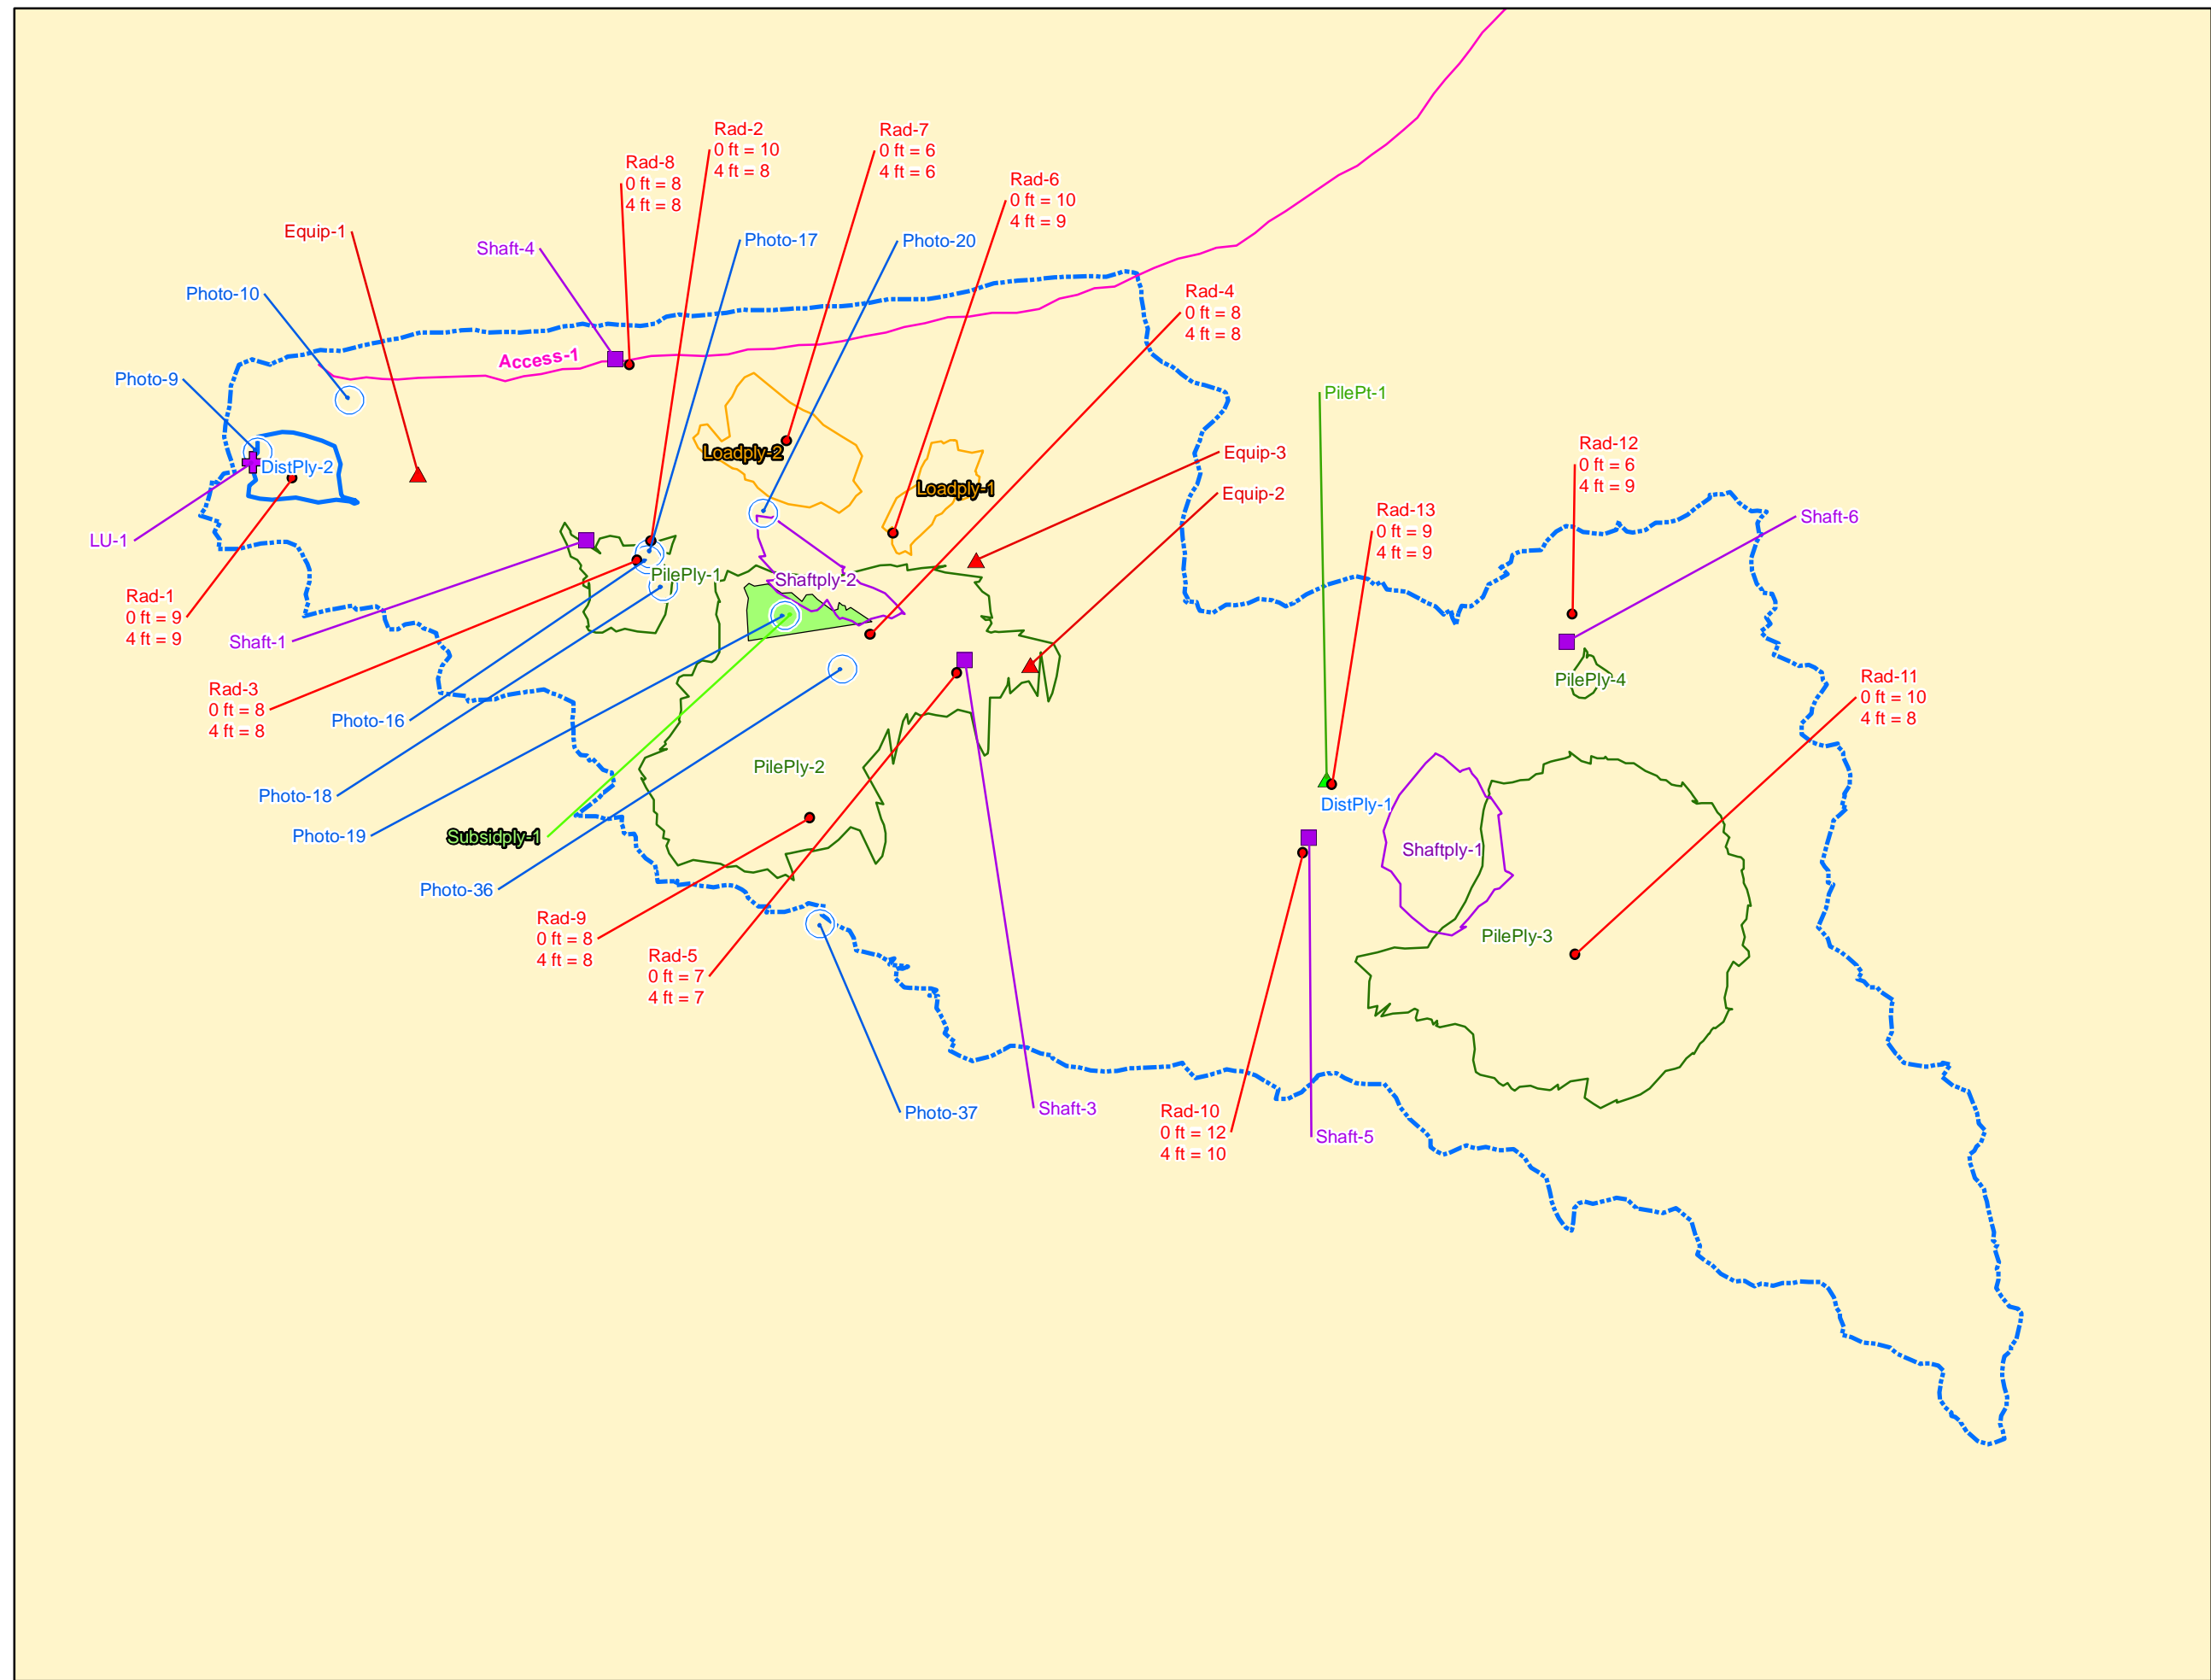 Rad-2
0 ft = 10
4 ft = 8
Rad-7
0 ft = 6
4 ft = 6
Rad-8
0 ft = 8
4 ft = 8
Rad-6
0 ft = 10
4 ft = 9
Equip-1
Shaft-4
Photo-17
Photo-20
Photo-10
Rad-4
0 ft = 8
4 ft = 8
Access-1
Photo-9
PilePt-1
Loadply-2
Equip-3
Rad-12
0 ft = 6
4 ft = 9
DistPly-2
Loadply-1
Equip-2
Rad-13
0 ft = 9
4 ft = 9
Shaft-6
LU-1
PilePly-1
Shaftply-2
Rad-1
0 ft = 9
4 ft = 9
Shaft-1
Rad-3
0 ft = 8
4 ft = 8
Photo-16
PilePly-4
Rad-11
0 ft = 10
4 ft = 8
PilePly-2
Photo-18
DistPly-1
Photo-19
Subsidply-1
Shaftply-1
Photo-36
Rad-9
0 ft = 8
4 ft = 8
PilePly-3
Rad-5
0 ft = 7
4 ft = 7
Photo-37
Shaft-3
Rad-10
0 ft = 12
4 ft = 10
Shaft-5